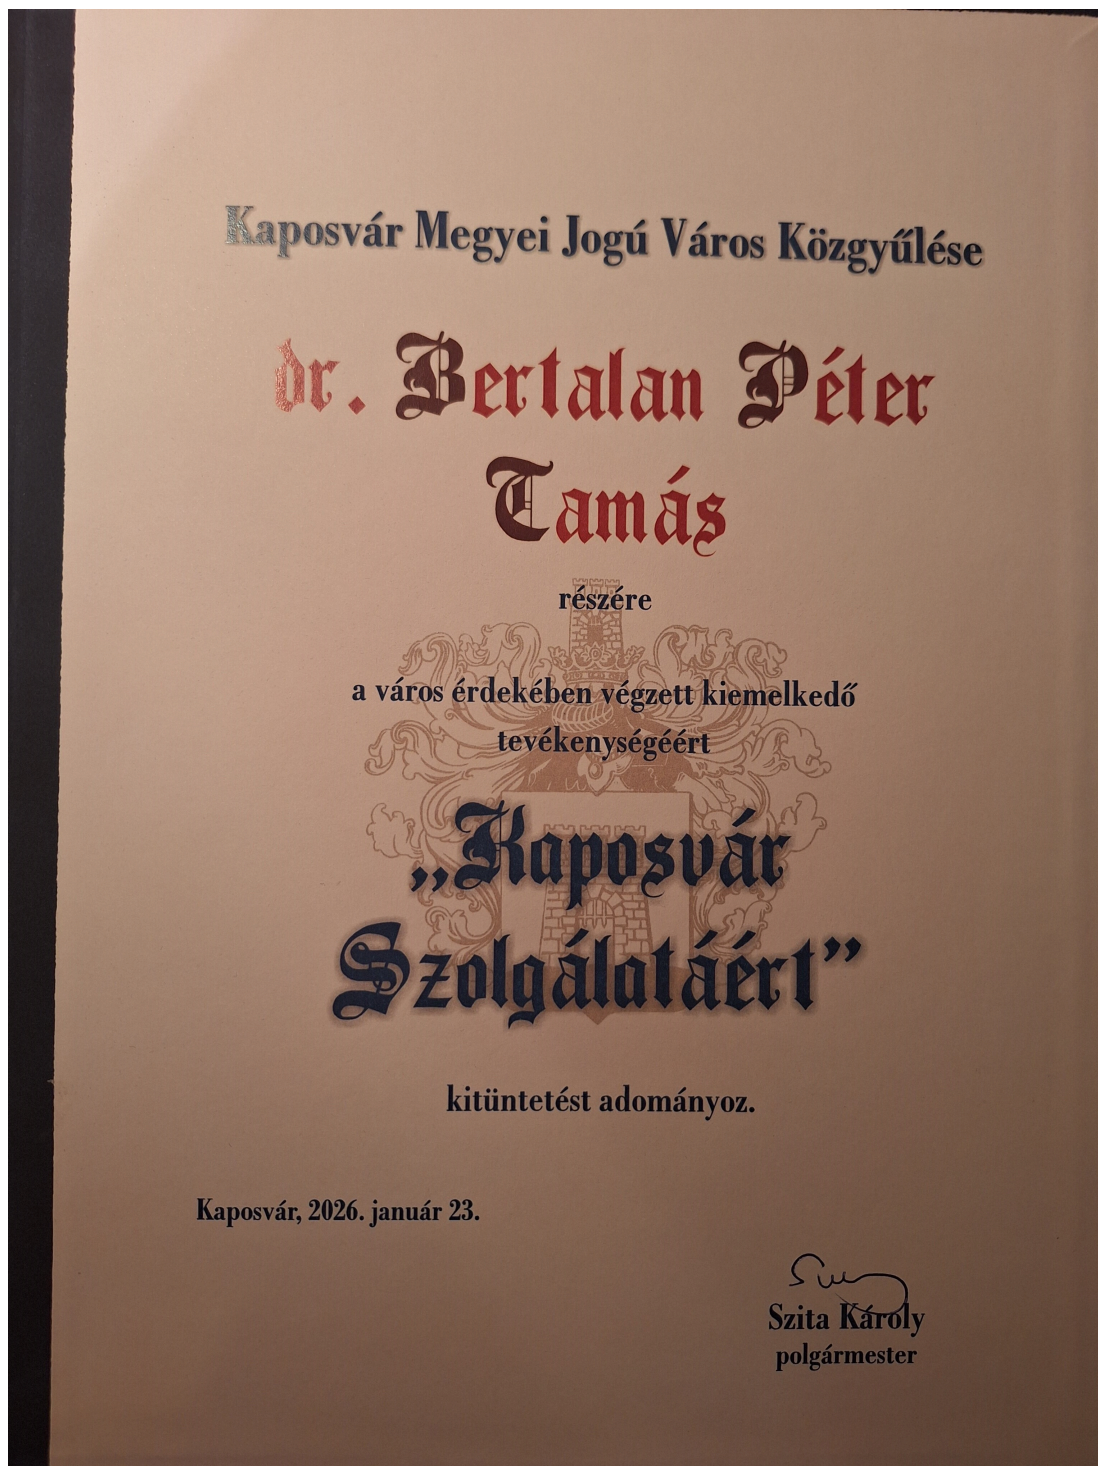 Kaposvár Megyei Jogú Város Közgyűlése
dr. Bertalan Péter
Tamás
részére
a város érdekében végzett kiemelkedő
tevékenységéért
„Kaposvár
Szolgálatáért”
kitüntetést adományoz.
Kaposvár, 2026. január 23.
Szita Károly
polgármester